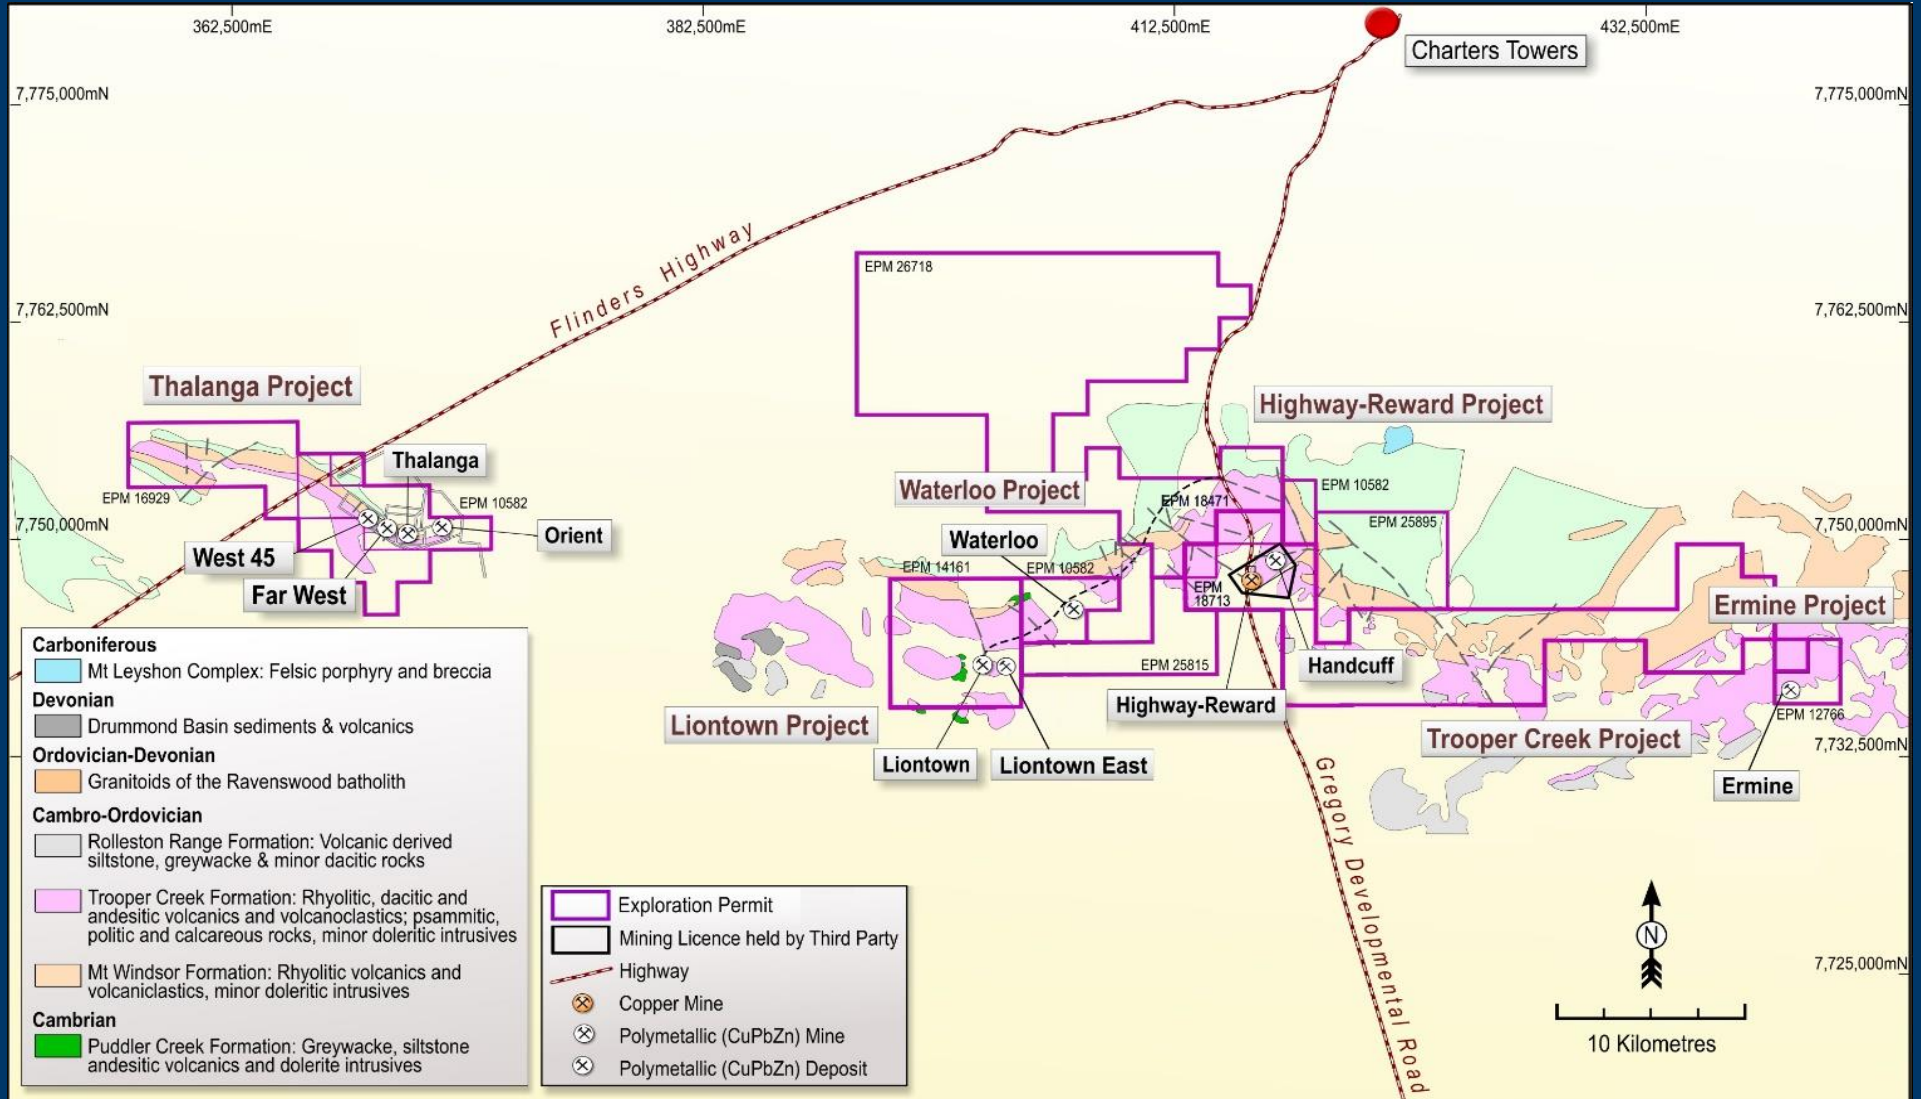 362,500mE
382,500mE
412,500mE
432,500mE
Charters Towers
7,775,000mN
7,775,000mN
Flinders Highway
EPM 26718
7,762,500mN
7,762,500mN
Thalanga Project
Highway-Reward Project
Thalanga
EPM 16929
EPM 10582
Waterloo Project
EPM 18471
EPM 10582
EPM 25895
7,750,000mN
7,750,000mN
Orient
West 45
Far West
Waterloo
EPM 14161
EPM 10582
EPM
18713
Ermine Project
EPM 25815
Handcuff
Highway-Reward
Liontown Project
EPM 12766
Trooper Creek Project
7,732,500mN
Liontown
Liontown East
Ermine
Gregory Developmental Road
Carboniferous
Mt Leyshon Complex: Felsic porphyry and breccia
Devonian
Drummond Basin sediments & volcanics
Ordovician-Devonian
Granitoids of the Ravenswood batholith
Cambro-Ordovician
Rolleston Range Formation: Volcanic derived
siltstone, greywacke & minor dacitic rocks
Trooper Creek Formation: Rhyolitic, dacitic and
andesitic volcanics and volcanoclastics; psammitic,
politic and calcareous rocks, minor doleritic intrusives
Mt Windsor Formation: Rhyolitic volcanics and
volcaniclastics, minor doleritic intrusives
Cambrian
Puddler Creek Formation: Greywacke, siltstone
andesitic volcanics and dolerite intrusives
Exploration Permit
Mining Licence held by Third Party
Highway
Copper Mine
Polymetallic (CuPbZn) Mine
Polymetallic (CuPbZn) Deposit
7,725,000mN
N
10 Kilometres